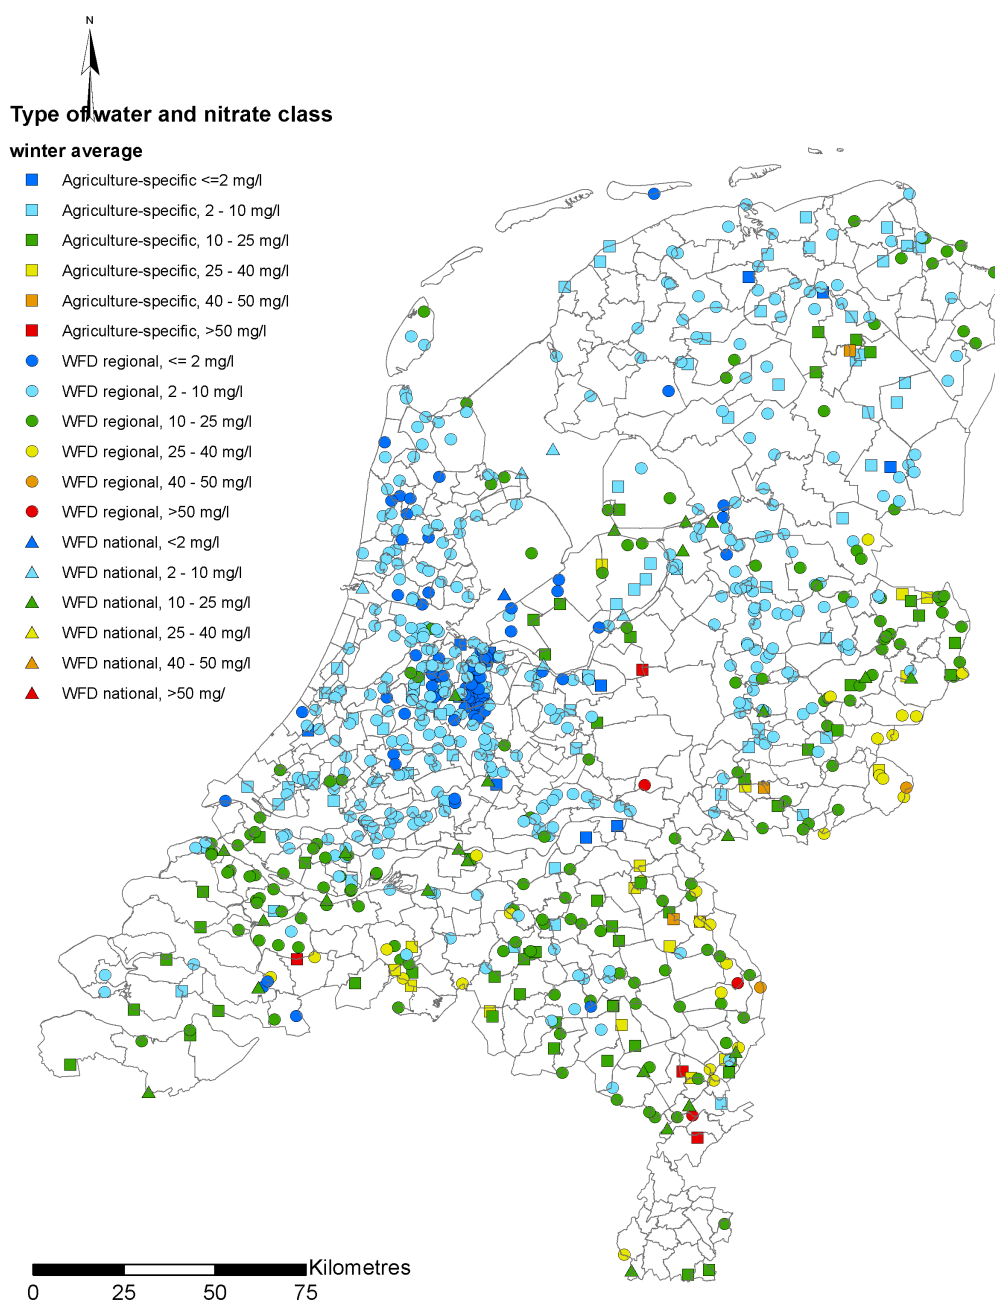 N
Type of water and nitrate class
winter average
Agriculture-specific <=2 mg/l
Agriculture-specific, 2 - 10 mg/l
Agriculture-specific, 10 - 25 mg/l
Agriculture-specific, 25 - 40 mg/l
Agriculture-specific, 40 - 50 mg/l
Agriculture-specific, >50 mg/l
WFD regional, <= 2 mg/l
WFD regional, 2 - 10 mg/l
WFD regional, 10 - 25 mg/l
WFD regional, 25 - 40 mg/l
WFD regional, 40 - 50 mg/l
WFD regional, >50 mg/l
WFD national, <2 mg/l
WFD national, 2 - 10 mg/l
WFD national, 10 - 25 mg/l
WFD national, 25 - 40 mg/l
WFD national, 40 - 50 mg/l
WFD national, >50 mg/
Kilometres
0 25 50 75